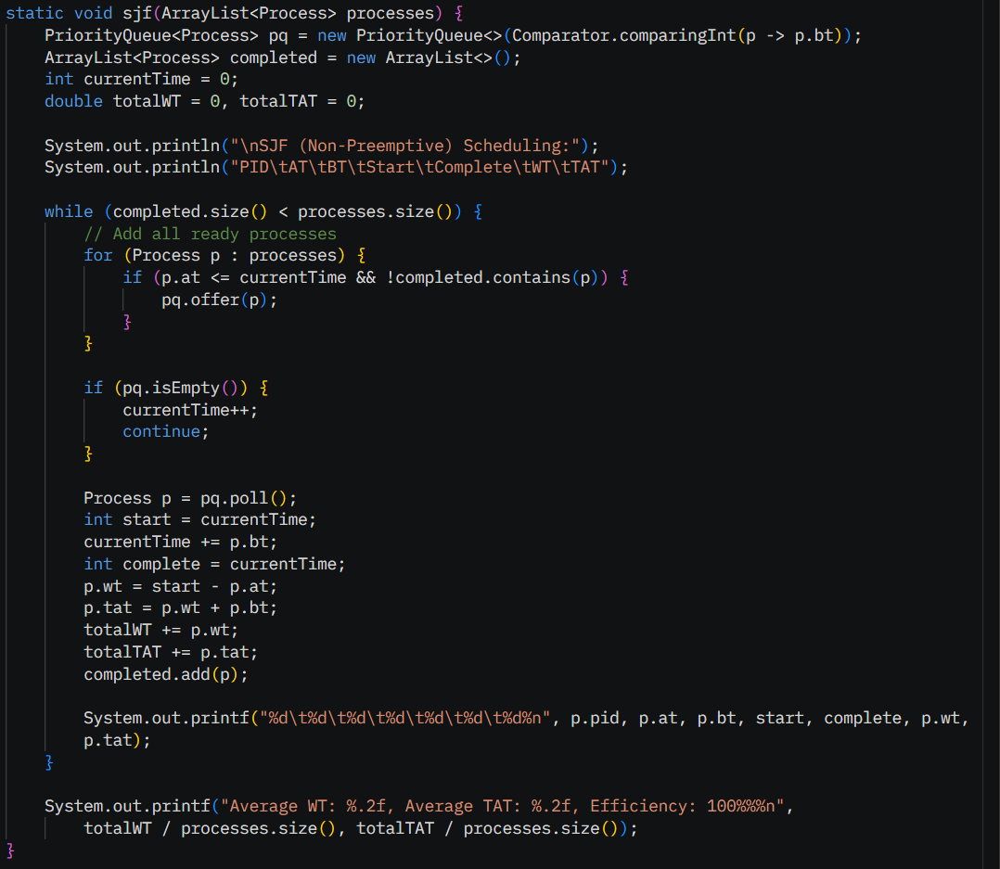 static void sjf(ArrayList<Process> processes) {
    PriorityQueue<Process> pq = new PriorityQueue<>(Comparator.comparingInt(p -> p.bt));
    ArrayList<Process> completed = new ArrayList<>();
    int currentTime = 0;
    double totalWT = 0, totalTAT = 0;

    System.out.println("\nSJF (Non-Preemptive) Scheduling:");
    System.out.println("PID\tAT\tBT\tStart\tComplete\tWT\tTAT");

    while (completed.size() < processes.size()) {
        // Add all ready processes
        for (Process p : processes) {
            if (p.at <= currentTime && !completed.contains(p)) {
                pq.offer(p);
            }
        }

        if (pq.isEmpty()) {
            currentTime++;
            continue;
        }

        Process p = pq.poll();
        int start = currentTime;
        currentTime += p.bt;
        int complete = currentTime;
        p.wt = start - p.at;
        p.tat = p.wt + p.bt;
        totalWT += p.wt;
        totalTAT += p.tat;
        completed.add(p);

        System.out.printf("%d\t%d\t%d\t%d\t%d\t%d\t%d%n", p.pid, p.at, p.bt, start, complete, p.wt,
        p.tat);
    }

    System.out.printf("Average WT: %.2f, Average TAT: %.2f, Efficiency: 100%%%n",
        totalWT / processes.size(), totalTAT / processes.size());
}